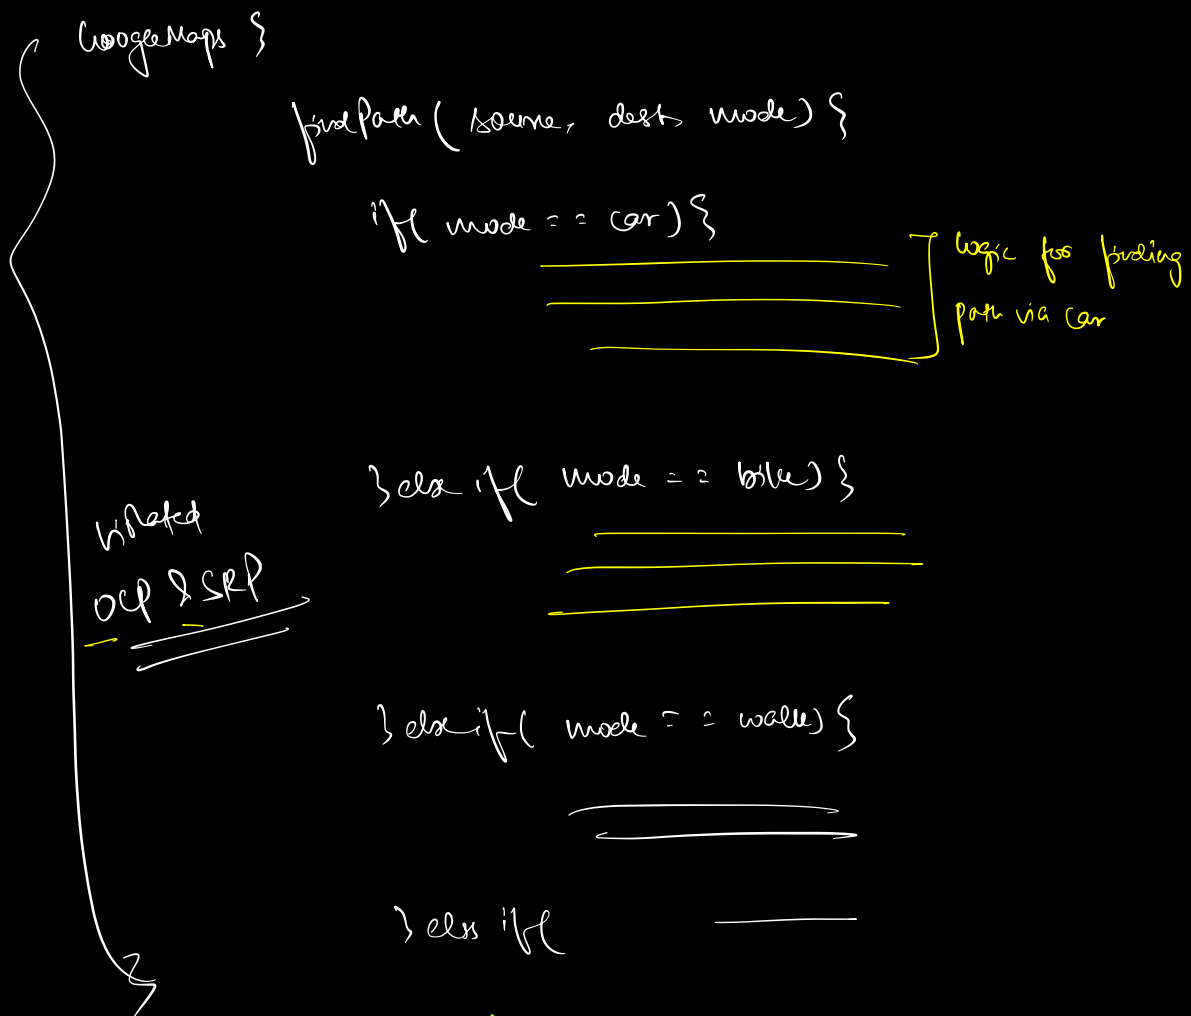 GoogleMaps {
findPath( source, dest, mode) {
if( mode == car) {
logic for finding
path via car
} else if( mode == bike) {
violated
OCP & SRP
} else if( mode == walk) {
} else if(